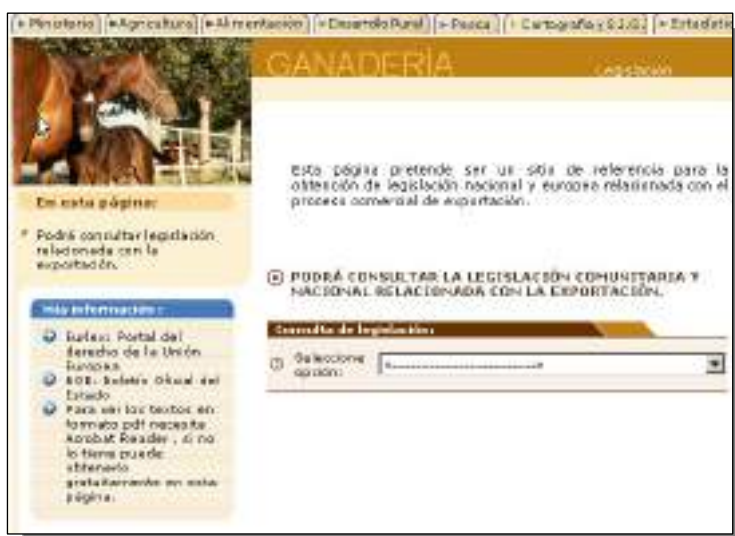 Ministerio Agricultura Alimentación Desarrollo Rural Pesca Cartografía y S.I.G.
GANADERÍA
Legislación
Esta página pretende ser un sitio de referencia para la
obtención de legislación nacional y europea relacionada con el
proceso comercial de exportación.
En esta página:
Podrá consultar legislación
relacionada con la
exportación.
PODRÁ CONSULTAR LA LEGISLACIÓN COMUNITARIA Y
NACIONAL RELACIONADA CON LA EXPORTACIÓN.
Más información:
Eurlex: Portal del
derecho de la Unión
Europea
BOE: Boletín Oficial del
Estado
Para ver los textos en
formato pdf necesita
Acrobat Reader, si no
lo tiene puede
obtenerlo
gratuitamente en esta
página.
Consulta de legislación:
Seleccione
opción: